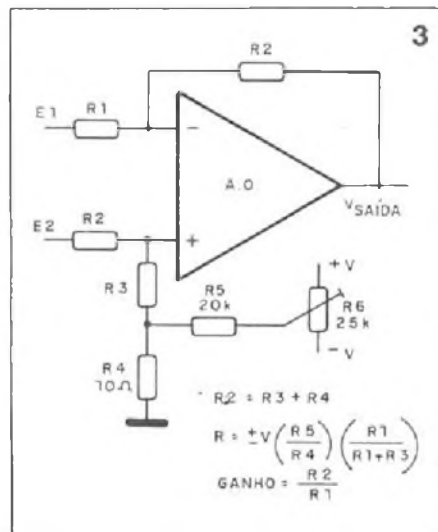 3
R2
E1 R1
-
A.O
VSAÍDA
E2 R2
+
R3
R5
20k
+V
R6
25k
-V
R4
10Ω
R2 = R3 + R4
R = ±V (R5/R4) (R1/R1+R3)
GANHO = R2/R1